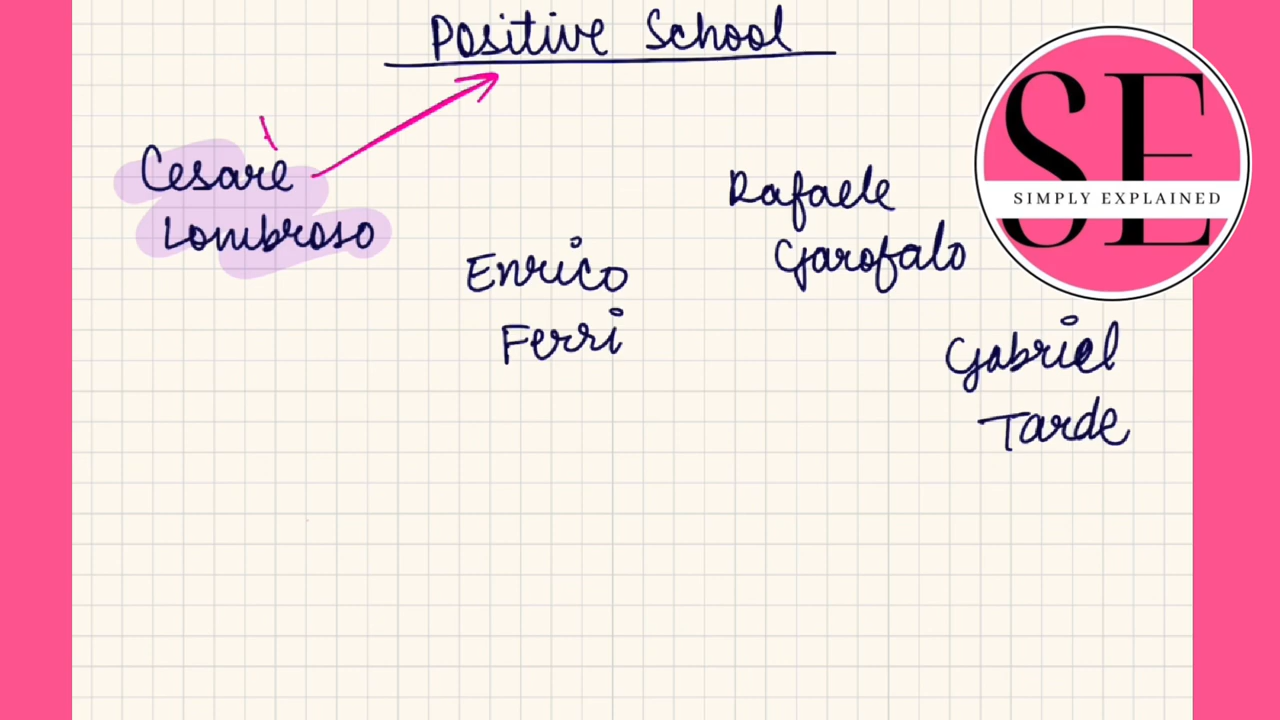 Positive School
Cesare
Lombroso
Enrico
Ferri
Rafaele
Garofalo
Gabriel
Tarde
SE
SIMPLY EXPLAINED